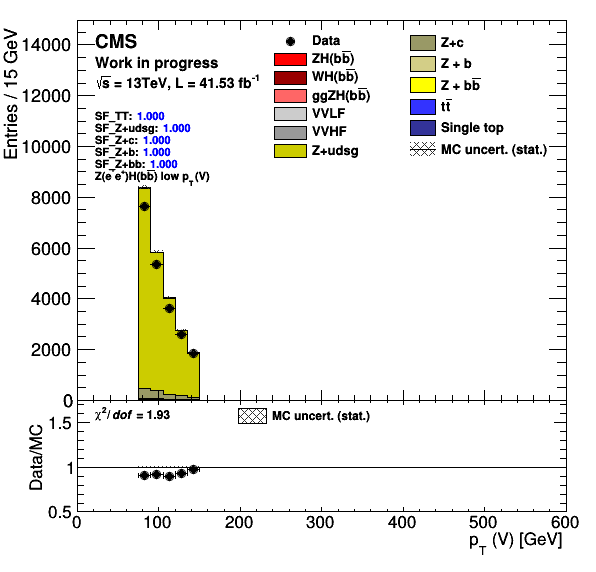 CMS
Work in progress
√s = 13TeV, L = 41.53 fb⁻¹
SF_TT: 1.000
SF_Z+udsg: 1.000
SF_Z+c: 1.000
SF_Z+b: 1.000
SF_Z+bb: 1.000
Z(e⁻e⁺)H(bb̅) low p_T(V)
Data
ZH(bb̅)
WH(bb̅)
ggZH(bb̅)
VVLF
VVHF
Z+udsg
Z+c
Z + b
Z + bb̅
tt̅
Single top
MC uncert. (stat.)
Entries / 15 GeV
14000
12000
10000
8000
6000
4000
2000
0
χ²/dof = 1.93
MC uncert. (stat.)
Data/MC
1.5
1
0.5
0 100 200 300 400 500 600
p_T (V) [GeV]